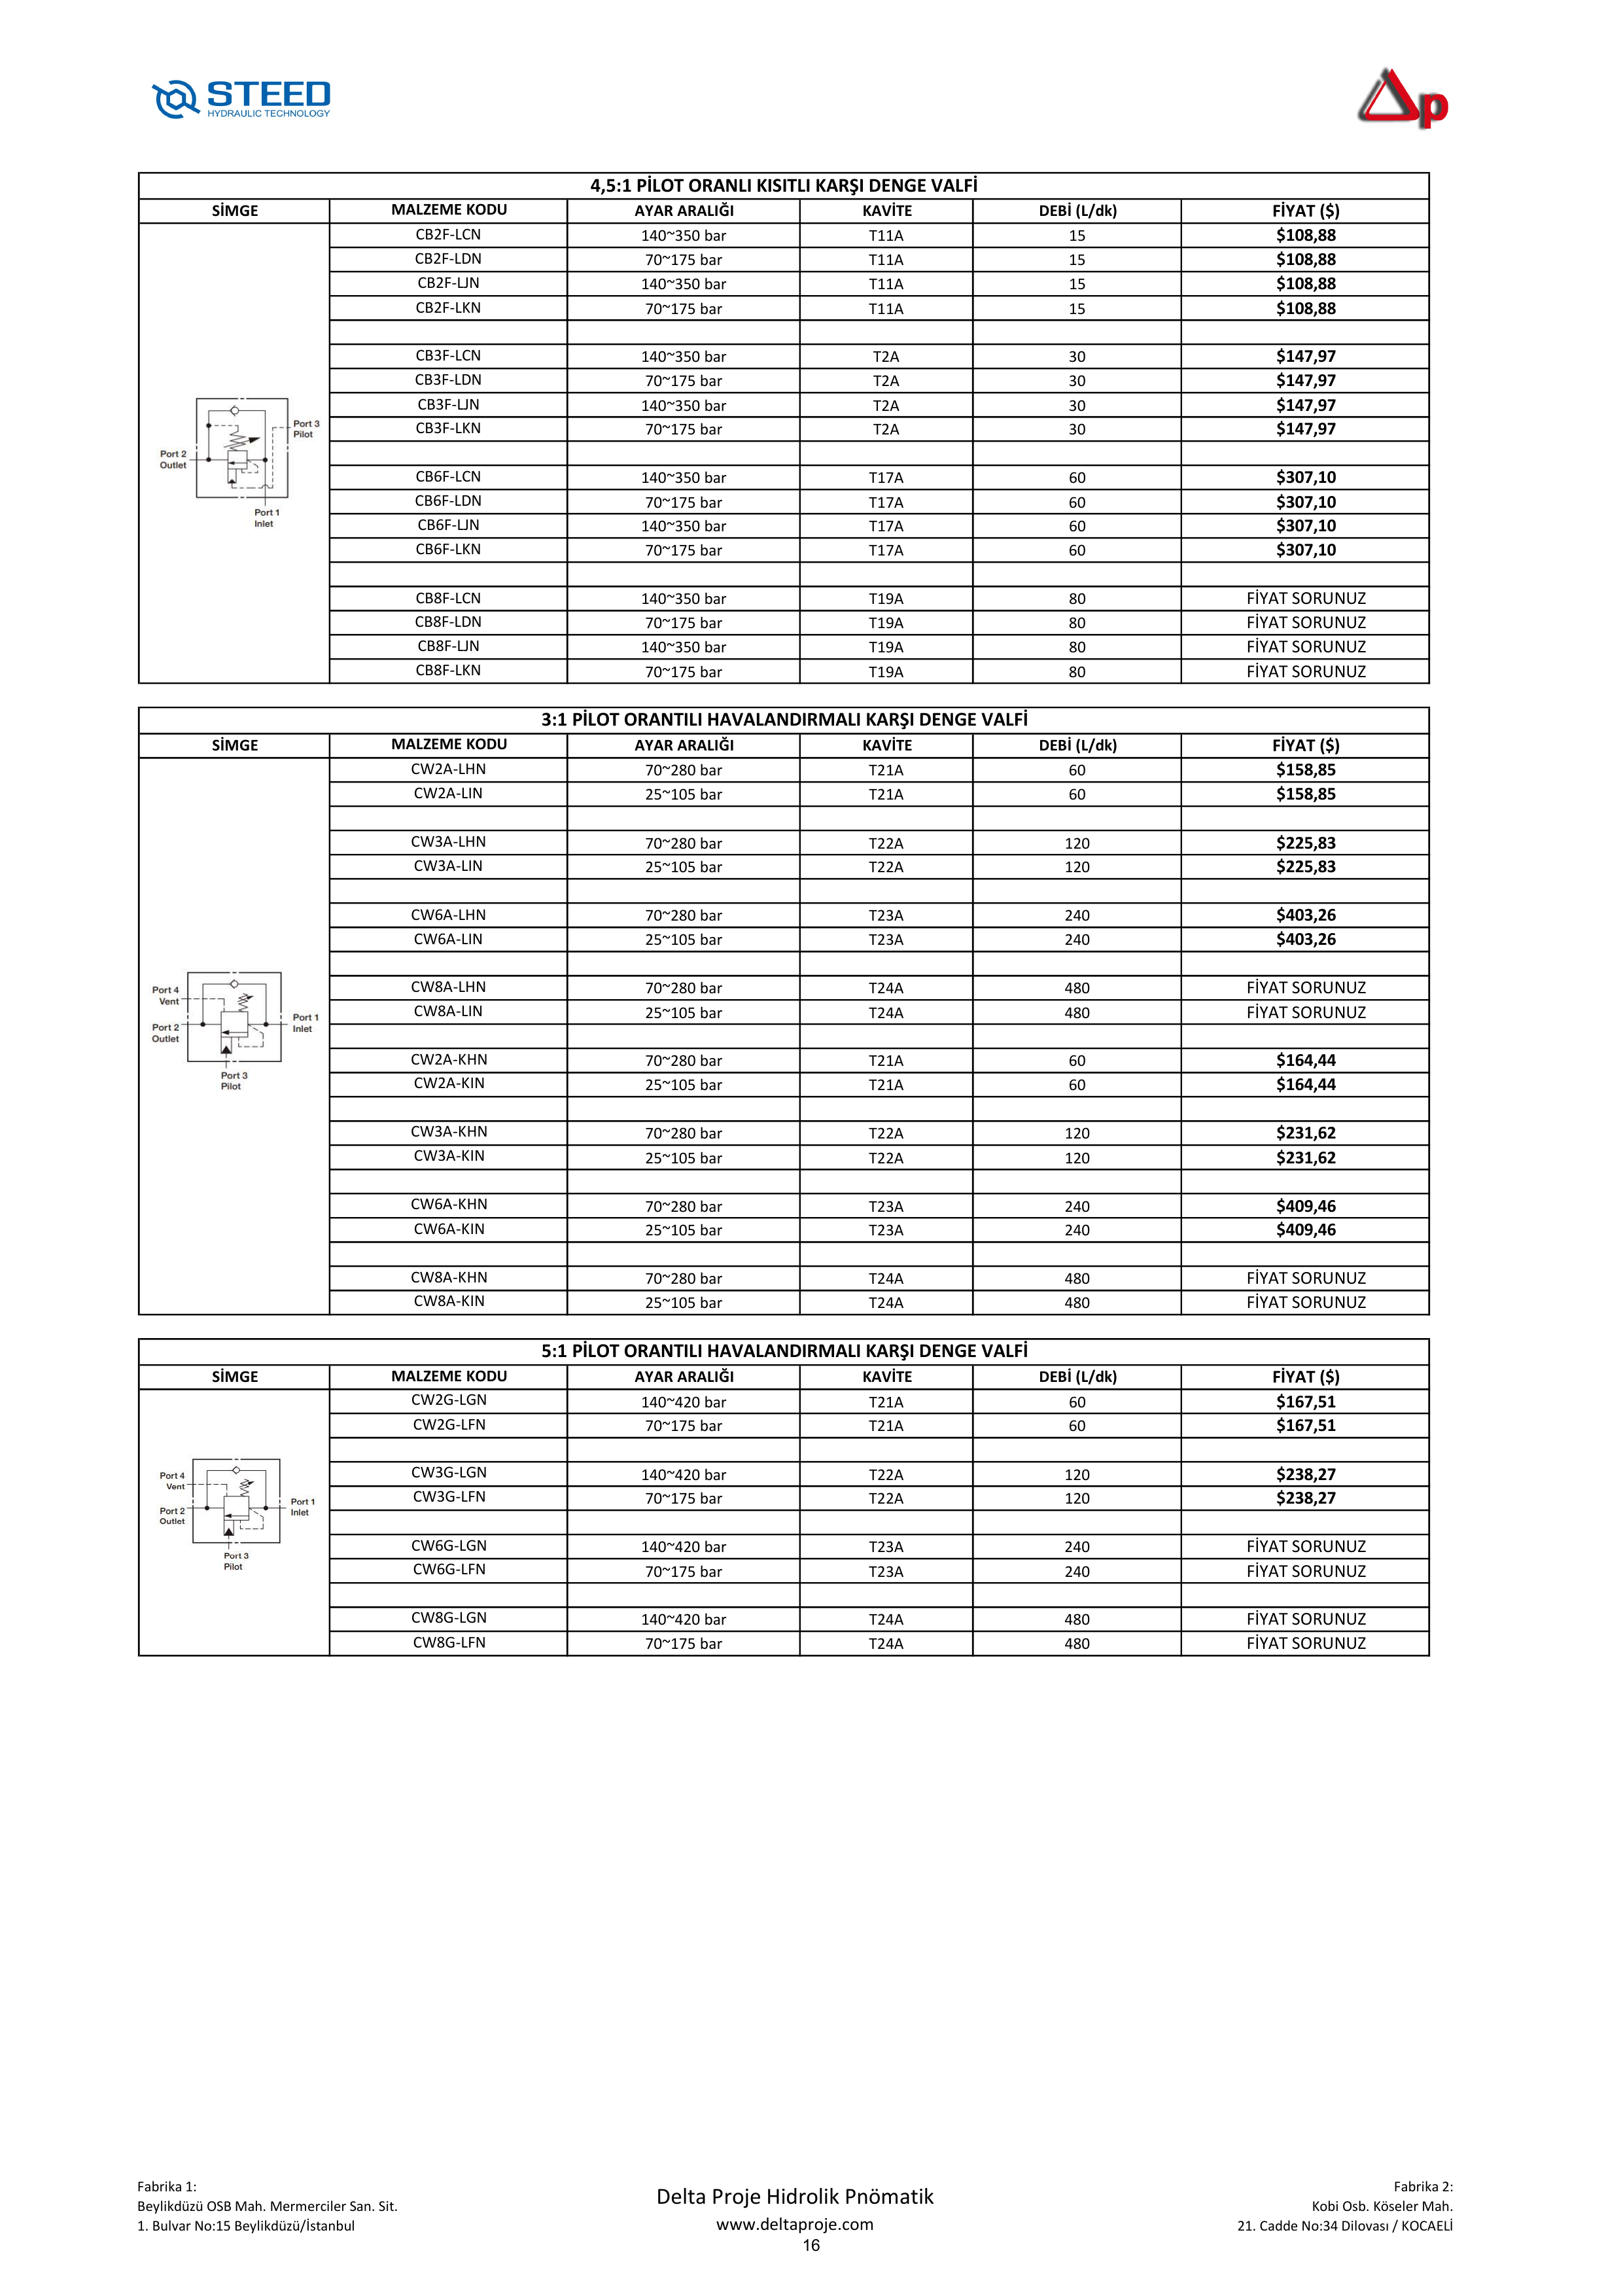 STEED
HYDRAULIC TECHNOLOGY
p
4,5:1 PİLOT ORANLI KISITLI KARŞI DENGE VALFİ
SİMGE MALZEME KODU AYAR ARALIĞI KAVİTE DEBİ (L/dk) FİYAT ($)
CB2F-LCN 140~350 bar T11A 15 $108,88
CB2F-LDN 70~175 bar T11A 15 $108,88
CB2F-LJN 140~350 bar T11A 15 $108,88
CB2F-LKN 70~175 bar T11A 15 $108,88
CB3F-LCN 140~350 bar T2A 30 $147,97
CB3F-LDN 70~175 bar T2A 30 $147,97
CB3F-LJN 140~350 bar T2A 30 $147,97
CB3F-LKN 70~175 bar T2A 30 $147,97
CB6F-LCN 140~350 bar T17A 60 $307,10
CB6F-LDN 70~175 bar T17A 60 $307,10
CB6F-LJN 140~350 bar T17A 60 $307,10
CB6F-LKN 70~175 bar T17A 60 $307,10
CB8F-LCN 140~350 bar T19A 80 FİYAT SORUNUZ
CB8F-LDN 70~175 bar T19A 80 FİYAT SORUNUZ
CB8F-LJN 140~350 bar T19A 80 FİYAT SORUNUZ
CB8F-LKN 70~175 bar T19A 80 FİYAT SORUNUZ
Port 3
Pilot
Port 2
Outlet
Port 1
Inlet
3:1 PİLOT ORANTILI HAVALANDIRMALI KARŞI DENGE VALFİ
SİMGE MALZEME KODU AYAR ARALIĞI KAVİTE DEBİ (L/dk) FİYAT ($)
CW2A-LHN 70~280 bar T21A 60 $158,85
CW2A-LIN 25~105 bar T21A 60 $158,85
CW3A-LHN 70~280 bar T22A 120 $225,83
CW3A-LIN 25~105 bar T22A 120 $225,83
CW6A-LHN 70~280 bar T23A 240 $403,26
CW6A-LIN 25~105 bar T23A 240 $403,26
CW8A-LHN 70~280 bar T24A 480 FİYAT SORUNUZ
CW8A-LIN 25~105 bar T24A 480 FİYAT SORUNUZ
CW2A-KHN 70~280 bar T21A 60 $164,44
CW2A-KIN 25~105 bar T21A 60 $164,44
CW3A-KHN 70~280 bar T22A 120 $231,62
CW3A-KIN 25~105 bar T22A 120 $231,62
CW6A-KHN 70~280 bar T23A 240 $409,46
CW6A-KIN 25~105 bar T23A 240 $409,46
CW8A-KHN 70~280 bar T24A 480 FİYAT SORUNUZ
CW8A-KIN 25~105 bar T24A 480 FİYAT SORUNUZ
Port 4
Vent
Port 1
Inlet
Port 2
Outlet
Port 3
Pilot
5:1 PİLOT ORANTILI HAVALANDIRMALI KARŞI DENGE VALFİ
SİMGE MALZEME KODU AYAR ARALIĞI KAVİTE DEBİ (L/dk) FİYAT ($)
CW2G-LGN 140~420 bar T21A 60 $167,51
CW2G-LFN 70~175 bar T21A 60 $167,51
CW3G-LGN 140~420 bar T22A 120 $238,27
CW3G-LFN 70~175 bar T22A 120 $238,27
CW6G-LGN 140~420 bar T23A 240 FİYAT SORUNUZ
CW6G-LFN 70~175 bar T23A 240 FİYAT SORUNUZ
CW8G-LGN 140~420 bar T24A 480 FİYAT SORUNUZ
CW8G-LFN 70~175 bar T24A 480 FİYAT SORUNUZ
Port 4
Vent
Port 1
Inlet
Port 2
Outlet
Port 3
Pilot
Fabrika 1:
Beylikdüzü OSB Mah. Mermerciler San. Sit.
1. Bulvar No:15 Beylikdüzü/İstanbul
Delta Proje Hidrolik Pnömatik
www.deltaproje.com
16
Fabrika 2:
Kobi Osb. Köseler Mah.
21. Cadde No:34 Dilovası / KOCAELİ